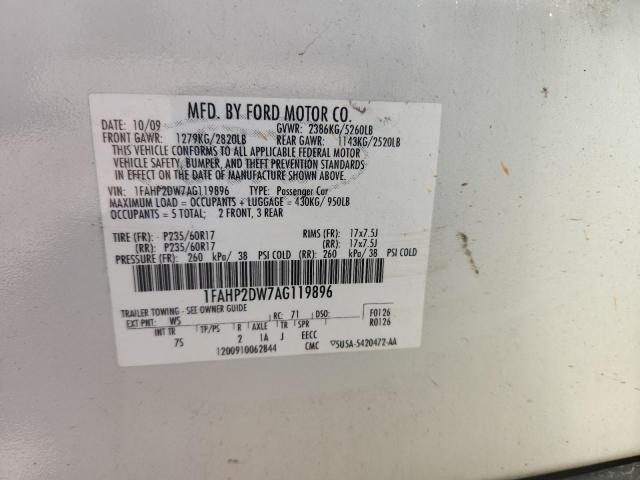 MFD. BY FORD MOTOR CO.
DATE: 10/09 GVWR: 2386KG/5260LB
FRONT GAWR: 1279KG/2820LB REAR GAWR: 1143KG/2520LB
THIS VEHICLE CONFORMS TO ALL APPLICABLE FEDERAL MOTOR
VEHICLE SAFETY, BUMPER, AND THEFT PREVENTION STANDARDS
IN EFFECT ON THE DATE OF MANUFACTURE SHOWN ABOVE.
VIN: 1FAHP2DW7AG119896 TYPE: Passenger Car
MAXIMUM LOAD = OCCUPANTS + LUGGAGE = 430KG/ 950LB
OCCUPANTS = 5 TOTAL; 2 FRONT, 3 REAR
TIRE (FR): P235/60R17 RIMS (FR): 17x7.5J
(RR): P235/60R17 (RR): 17x7.5J
PRESSURE (FR): 260 kPa/ 38 PSI COLD (RR): 260 kPa/ 38 PSI COLD
1FAHP2DW7AG119896
TRAILER TOWING - SEE OWNER GUIDE
EXT PNT: WS RC: 71 DSO: F0126
INT TR TP/PS R AXLE TR SPR R0126
7S 2 1A J EECC
1200910062844 CMC ▽5U5A-5420472-AA